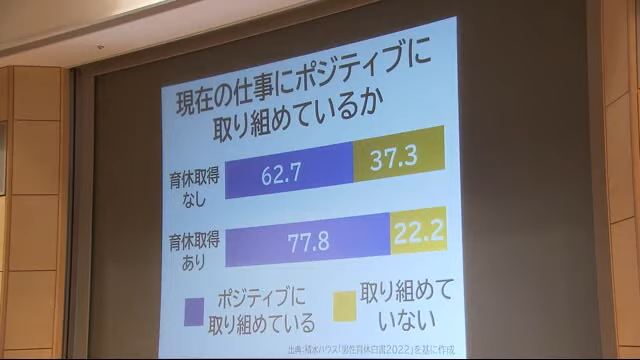 現在の仕事にポジティブに
取り組めているか
育休取得
なし
62.7
37.3
育休取得
あり
77.8
22.2
ポジティブに
取り組めている
取り組めて
いない
出典:積水ハウス「男性育休白書2022」を基に作成